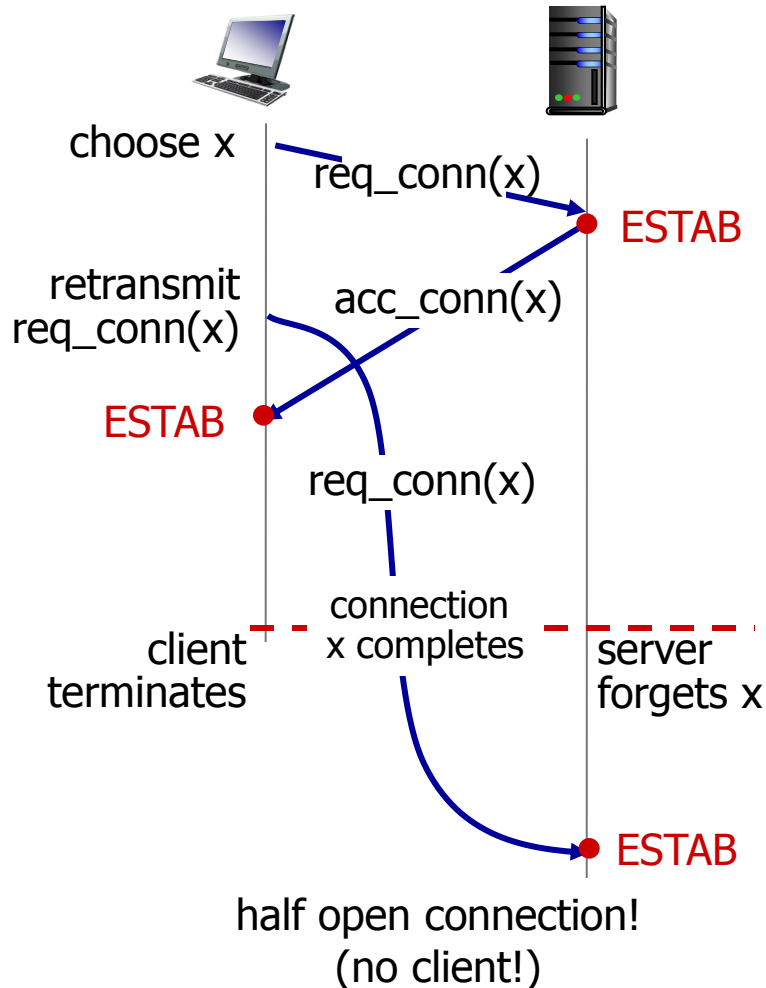 choose x
req_conn(x)
ESTAB
retransmit
req_conn(x)
acc_conn(x)
ESTAB
req_conn(x)
connection
x completes
client
terminates
server
forgets x
ESTAB
half open connection!
(no client!)